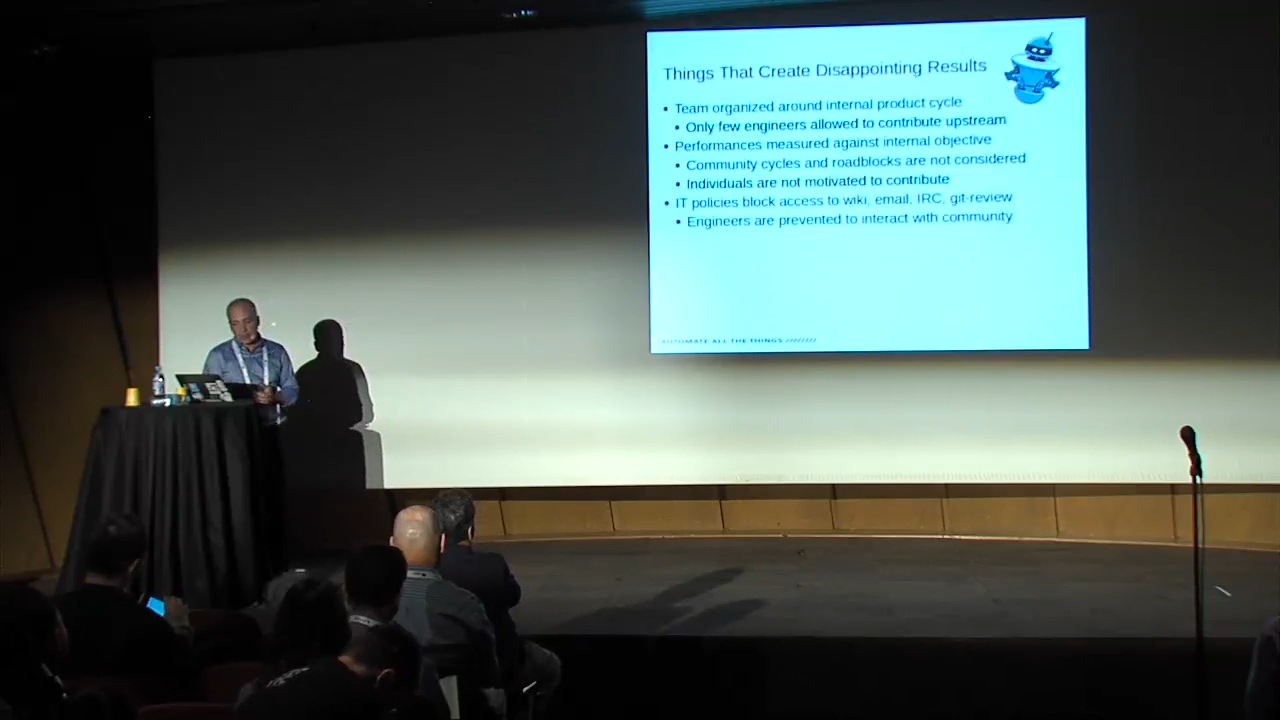 Things That Create Disappointing Results
• Team organized around internal product cycle
• Only few engineers allowed to contribute upstream
• Performances measured against internal objective
• Community cycles and roadblocks are not considered
• Individuals are not motivated to contribute
• IT policies block access to wiki, email, IRC, git-review
• Engineers are prevented to interact with community
AUTOMATE ALL THE THINGS /////////